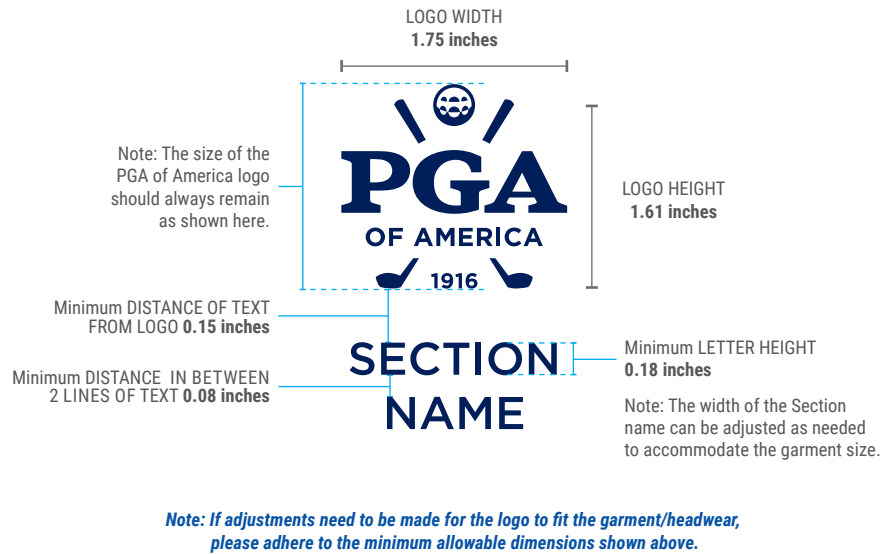 LOGO WIDTH
1.75 inches
Note: The size of the
PGA of America logo
should always remain
as shown here.
PGA
OF AMERICA
1916
LOGO HEIGHT
1.61 inches
Minimum DISTANCE OF TEXT
FROM LOGO 0.15 inches
SECTION
NAME
Minimum LETTER HEIGHT
0.18 inches
Minimum DISTANCE IN BETWEEN
2 LINES OF TEXT 0.08 inches
Note: The width of the Section
name can be adjusted as needed
to accommodate the garment size.
Note: If adjustments need to be made for the logo to fit the garment/headwear,
please adhere to the minimum allowable dimensions shown above.